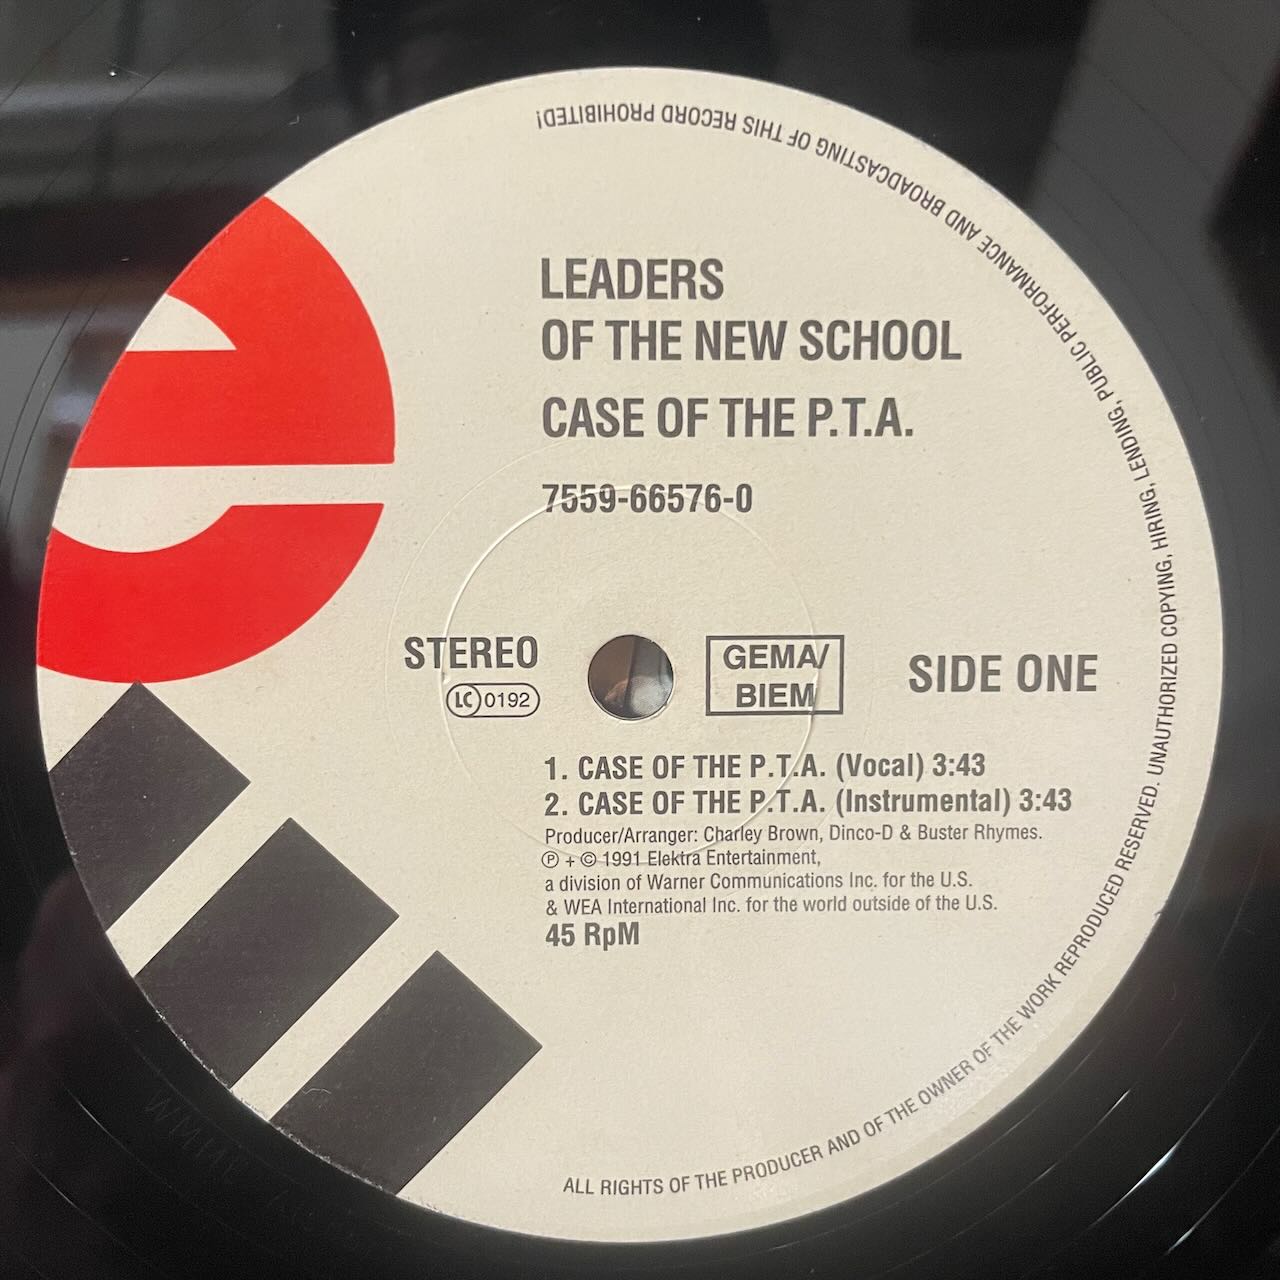 LEADERS
OF THE NEW SCHOOL
CASE OF THE P.T.A.
7559-66576-0
STEREO
LC 0192
GEMA/
BIEM
SIDE ONE
1. CASE OF THE P.T.A. (Vocal) 3:43
2. CASE OF THE P.T.A. (Instrumental) 3:43
Producer/Arranger: Charley Brown, Dinco-D & Buster Rhymes.
℗ + © 1991 Elektra Entertainment,
a division of Warner Communications Inc. for the U.S.
& WEA International Inc. for the world outside of the U.S.
45 RpM
ALL RIGHTS OF THE PRODUCER AND OF THE OWNER OF THE WORK REPRODUCED RESERVED. UNAUTHORIZED COPYING, HIRING, LENDING, PUBLIC PERFORMANCE AND BROADCASTING OF THIS RECORD PROHIBITED!
e